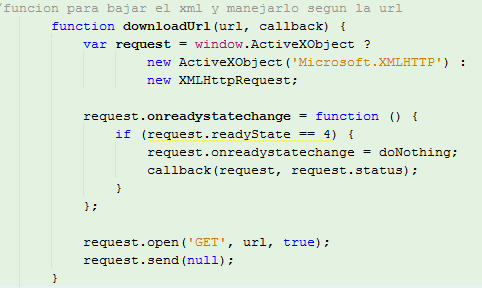 /funcion para bajar el xml y manejarlo segun la url
function downloadUrl(url, callback) {
var request = window.ActiveXObject ?
new ActiveXObject('Microsoft.XMLHTTP') :
new XMLHttpRequest;
request.onreadystatechange = function () {
if (request.readyState == 4) {
request.onreadystatechange = doNothing;
callback(request, request.status);
}
};
request.open('GET', url, true);
request.send(null);
}